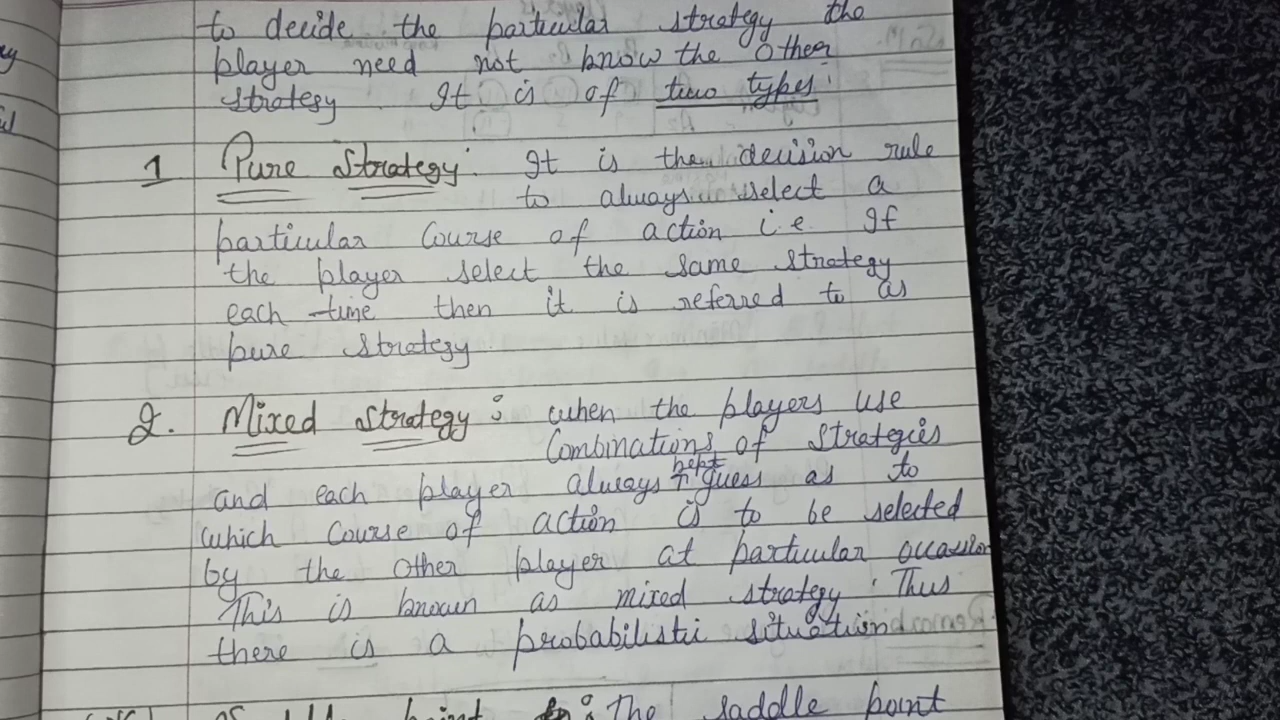 to decide the particular strategy the
player need not know the other
strategy. It is of two types:
1 Pure Strategy: It is the decision rule
to always select a
particular Course of action i.e. If
the player select the same strategy
each time then it is referred to as
pure strategy.
2. Mixed Strategy: when the players use
Combinations of Strategies
and each player always kept guess as to
which Course of action is to be selected
by the other player at particular occassion
This is known as mixed strategy. Thus
there is a probabilisti situation
point : The saddle point